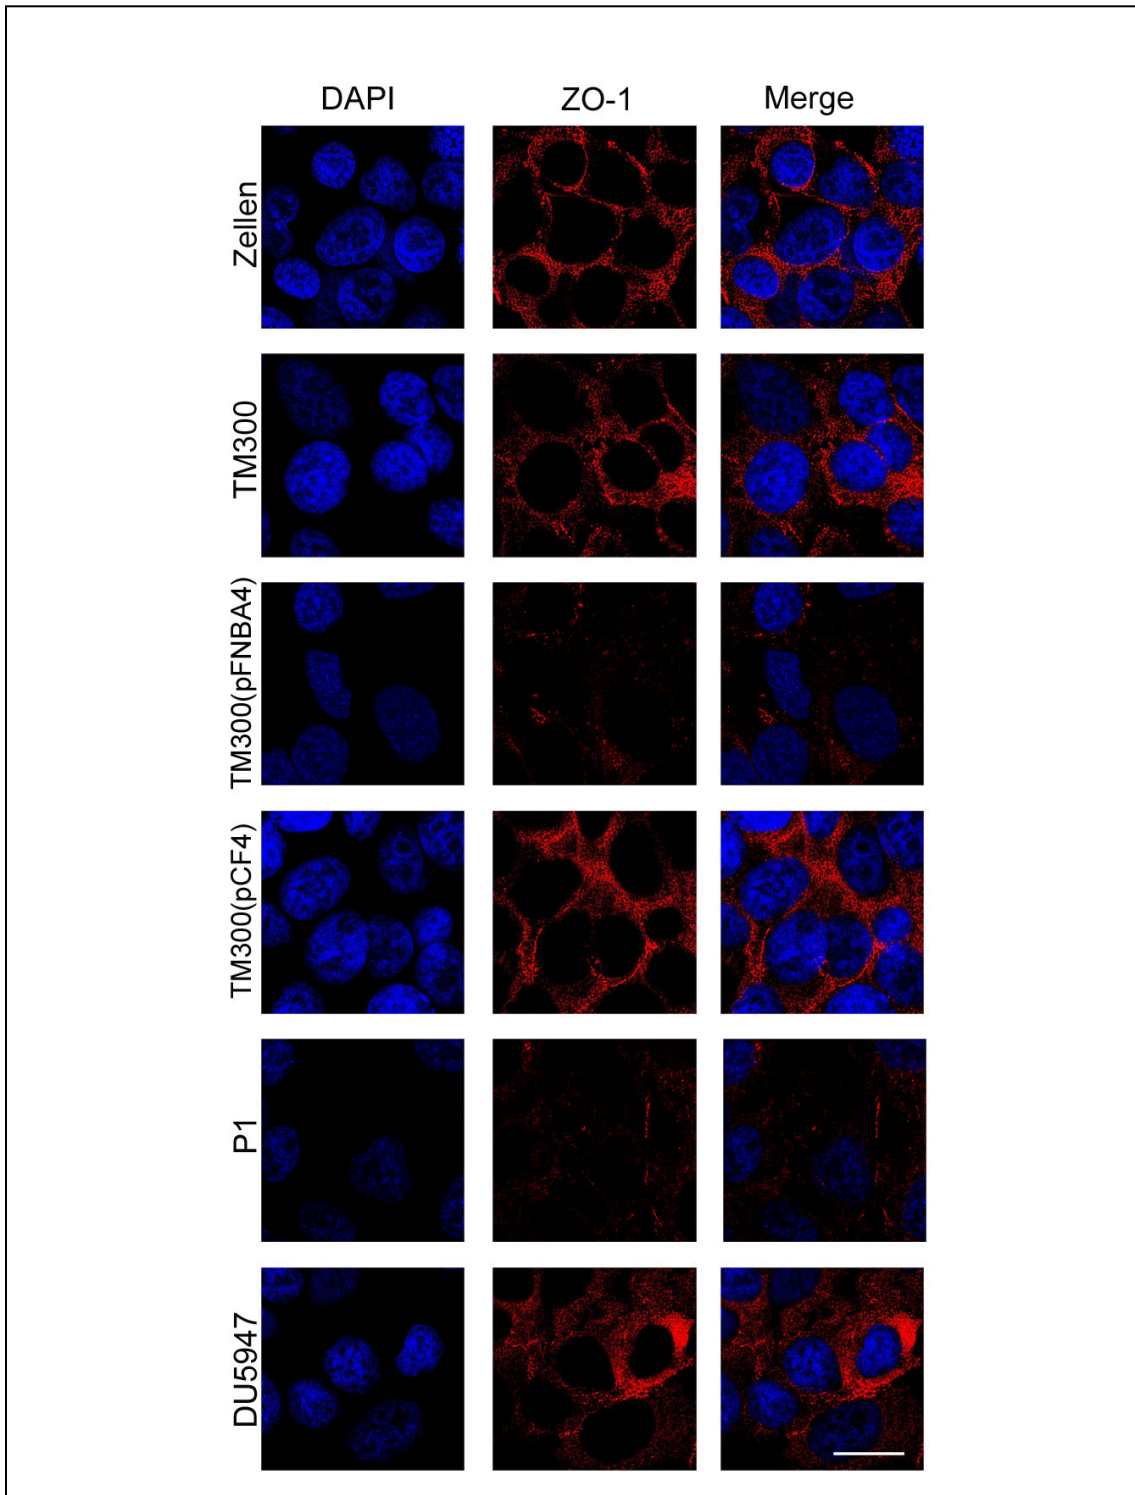 DAPI ZO-1 Merge
Zellen
TM300
TM300(pFNBA4)
TM300(pCF4)
P1
DU5947